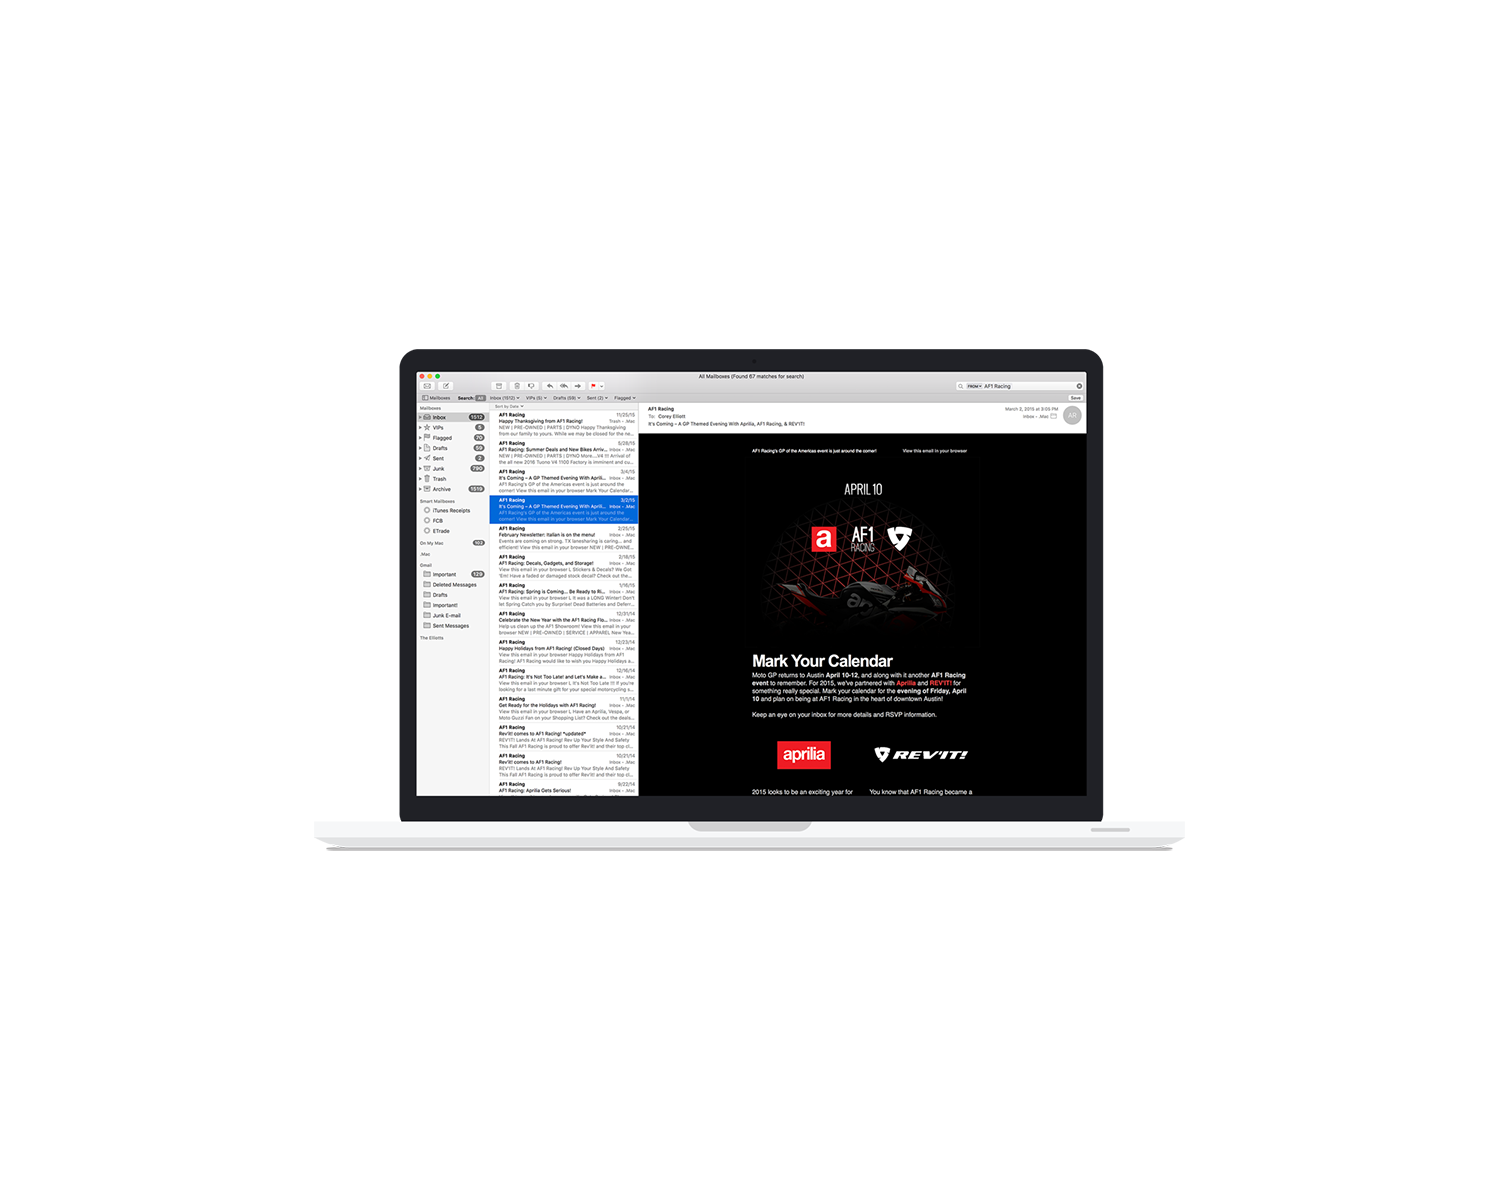 All Mailboxes (Found 67 matches for search)
FROM AF1 Racing
Mailboxes Search: All Inbox (1512) VIPs (5) Drafts (59) Sent (2) Flagged Save
Mailboxes
Inbox 1512
VIPs 5
Flagged 70
Drafts 59
Sent 2
Junk 790
Trash
Archive 1519
Smart Mailboxes
iTunes Receipts
FCB
ETrade
On My Mac 102
.Mac
Gmail
Important 129
Deleted Messages
Drafts
Important!
Junk E-mail
Sent Messages
The Elliotts
Sort by Date
AF1 Racing 11/25/15
Happy Thanksgiving from AF1 Racing! Trash - .Mac
NEW | PRE-OWNED | PARTS | DYNO Happy Thanksgiving
from our family to yours. While we may be closed for the ne...
AF1 Racing 5/28/15
AF1 Racing: Summer Deals and New Bikes Arriv... Inbox - .Mac
NEW | PRE-OWNED | PARTS | DYNO More....V4 !!! Arrival of
the all new 2016 Tuono V4 1100 Factory is imminent and cu...
AF1 Racing 3/4/15
It's Coming – A GP Themed Evening With Aprili... Inbox - .Mac
AF1 Racing's GP of the Americas event is just around the
corner! View this email in your browser Mark Your Calendar...
AF1 Racing 3/2/15
It's Coming – A GP Themed Evening With Aprili... Inbox - .Mac
AF1 Racing's GP of the Americas event is just around the
corner! View this email in your browser Mark Your Calendar...
AF1 Racing 2/25/15
February Newsletter: Italian is on the menu! Inbox - .Mac
Events are coming on strong. TX lanesharing is caring... and
efficient! View this email in your browser NEW | PRE-OWNE...
AF1 Racing 2/18/15
AF1 Racing: Decals, Gadgets, and Storage! Inbox - .Mac
View this email in your browser L Stickers & Decals? We Got
'Em! Have a faded or damaged stock decal? Check out the...
AF1 Racing 1/16/15
AF1 Racing: Spring is Coming... Be Ready to Ri... Inbox - .Mac
View this email in your browser L It was a LONG Winter! Don't
let Spring Catch you by Surprise! Dead Batteries and Deferr...
AF1 Racing 12/31/14
Celebrate the New Year with the AF1 Racing Flo... Inbox - .Mac
Help us clean up the AF1 Showroom! View this email in your
browser NEW | PRE-OWNED | SERVICE | APPAREL New Yea...
AF1 Racing 12/23/14
Happy Holidays from AF1 Racing! (Closed Days) Inbox - .Mac
View this email in your browser Happy Holidays from AF1
Racing! AF1 Racing would like to wish you Happy Holidays a...
AF1 Racing 12/16/14
AF1 Racing: It's Not Too Late! and Let's Make a... Inbox - .Mac
View this email in your browser L It's Not Too Late !!! If you're
looking for a last minute gift for your special motorcycling s...
AF1 Racing 11/1/14
Get Ready for the Holidays with AF1 Racing! Inbox - .Mac
View this email in your browser L Have an Aprilia, Vespa, or
Moto Guzzi Fan on your Shopping List? Check out the deals...
AF1 Racing 10/21/14
Rev'it! comes to AF1 Racing! *updated* Inbox - .Mac
REV'IT! Lands At AF1 Racing! Rev Up Your Style And Safety
This Fall AF1 Racing is proud to offer Rev'it! and their top cl...
AF1 Racing 10/21/14
Rev'it! comes to AF1 Racing! Inbox - .Mac
REV'IT! Lands At AF1 Racing! Rev Up Your Style And Safety
This Fall AF1 Racing is proud to offer Rev'it! and their top cl...
AF1 Racing 9/22/14
AF1 Racing: Aprilia Gets Serious! Inbox - .Mac
AF1 Racing March 2, 2015 at 3:05 PM
To: Corey Elliott Inbox - .Mac
It's Coming – A GP Themed Evening With Aprilia, AF1 Racing, & REV'IT!
AR
AF1 Racing's GP of the Americas event is just around the corner! View this email in your browser
APRIL 10
a AF1
RACING
Mark Your Calendar
Moto GP returns to Austin April 10-12, and along with it another AF1 Racing
event to remember. For 2015, we've partnered with Aprilia and REV'IT! for
something really special. Mark your calendar for the evening of Friday, April
10 and plan on being at AF1 Racing in the heart of downtown Austin!
Keep an eye on your inbox for more details and RSVP information.
aprilia REV'IT!
2015 looks to be an exciting year for You know that AF1 Racing became a